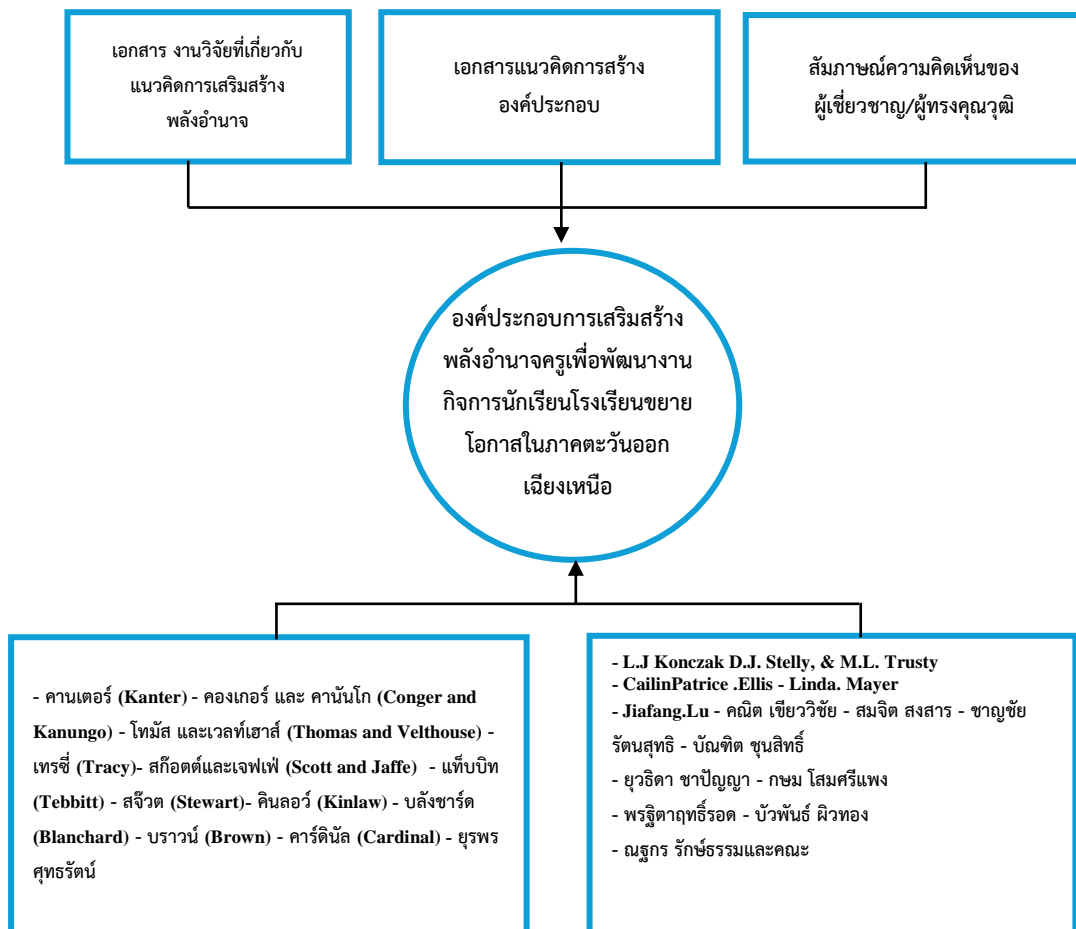 เอกสาร งานวิจัยที่เกี่ยวกับ
แนวคิดการเสริมสร้าง
พลังอำนาจ
เอกสารแนวคิดการสร้าง
องค์ประกอบ
สัมภาษณ์ความคิดเห็นของ
ผู้เชี่ยวชาญ/ผู้ทรงคุณวุฒิ
องค์ประกอบการเสริมสร้าง
พลังอำนาจครูเพื่อพัฒนางาน
กิจการนักเรียนโรงเรียนขยาย
โอกาสในภาคตะวันออก
เฉียงเหนือ
- คานเตอร์ (Kanter) - คองเกอร์ และ คานันโก (Conger and
Kanungo) - โทมัส และเวลท์เฮาส์ (Thomas and Velthouse) -
เทรซี่ (Tracy)- สก๊อตต์และเจฟเฟ่ (Scott and Jaffe) - แท็บบิท
(Tebbitt) - สจ๊วต (Stewart)- คินลอว์ (Kinlaw) - บลังชาร์ด
(Blanchard) - บราวน์ (Brown) - คาร์ดินัล (Cardinal) - ยุรพร
ศุทธรัตน์
- L.J Konczak D.J. Stelly, & M.L. Trusty
- CailinPatrice .Ellis - Linda. Mayer
- Jiafang.Lu - คณิต เขียววิชัย - สมจิต สงสาร - ชาญชัย
รัตนสุทธิ - บัณฑิต ชุนสิทธิ์
- ยุวธิดา ชาปัญญา - กษม โสมศรีแพง
- พรฐิตาฤทธิ์รอด - บัวพันธ์ ผิวทอง
- ณฐกร รักษ์ธรรมและคณะ